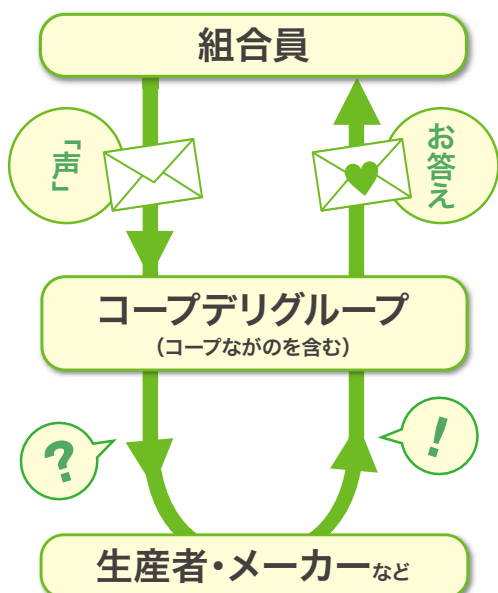 組合員
「声」
お答え
コープデリグループ
(コープながのを含む)
?
!
生産者・メーカーなど